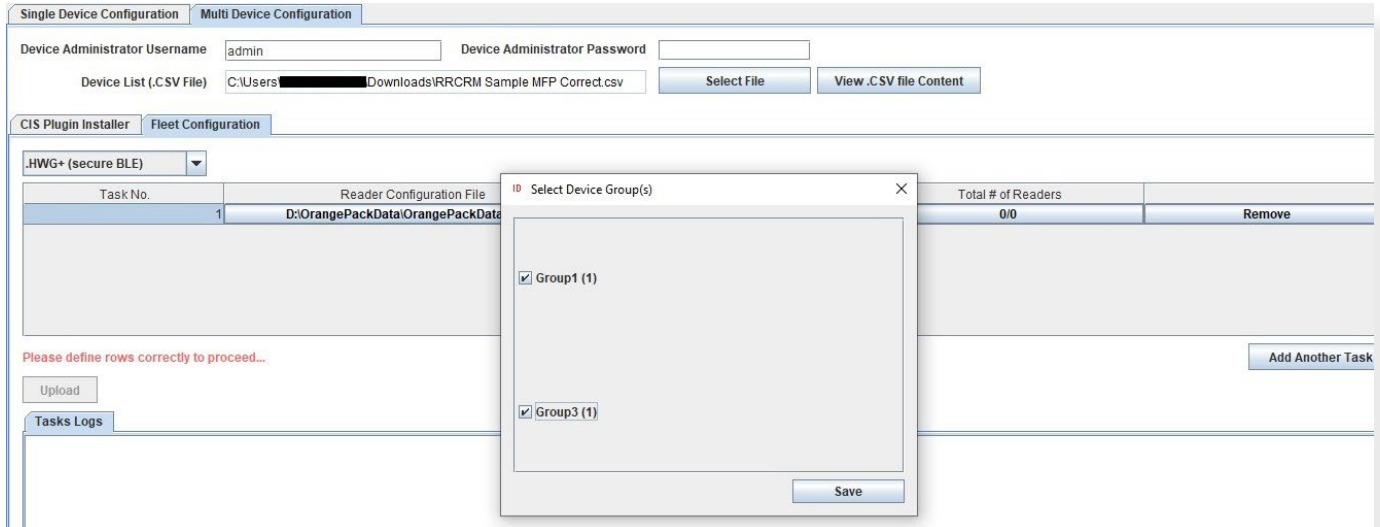 Single Device Configuration Multi Device Configuration
Device Administrator Username admin Device Administrator Password
Device List (.CSV File) C:\Users\ Downloads\RRCRM Sample MFP Correct.csv Select File View .CSV file Content
CIS Plugin Installer Fleet Configuration
.HWG+ (secure BLE)
Task No. Reader Configuration File Total # of Readers
1 D:\OrangePackData\OrangePackData 0/0 Remove
ID Select Device Group(s)
Group1 (1)
Group3 (1)
Save
Please define rows correctly to proceed...
Add Another Task
Upload
Tasks Logs